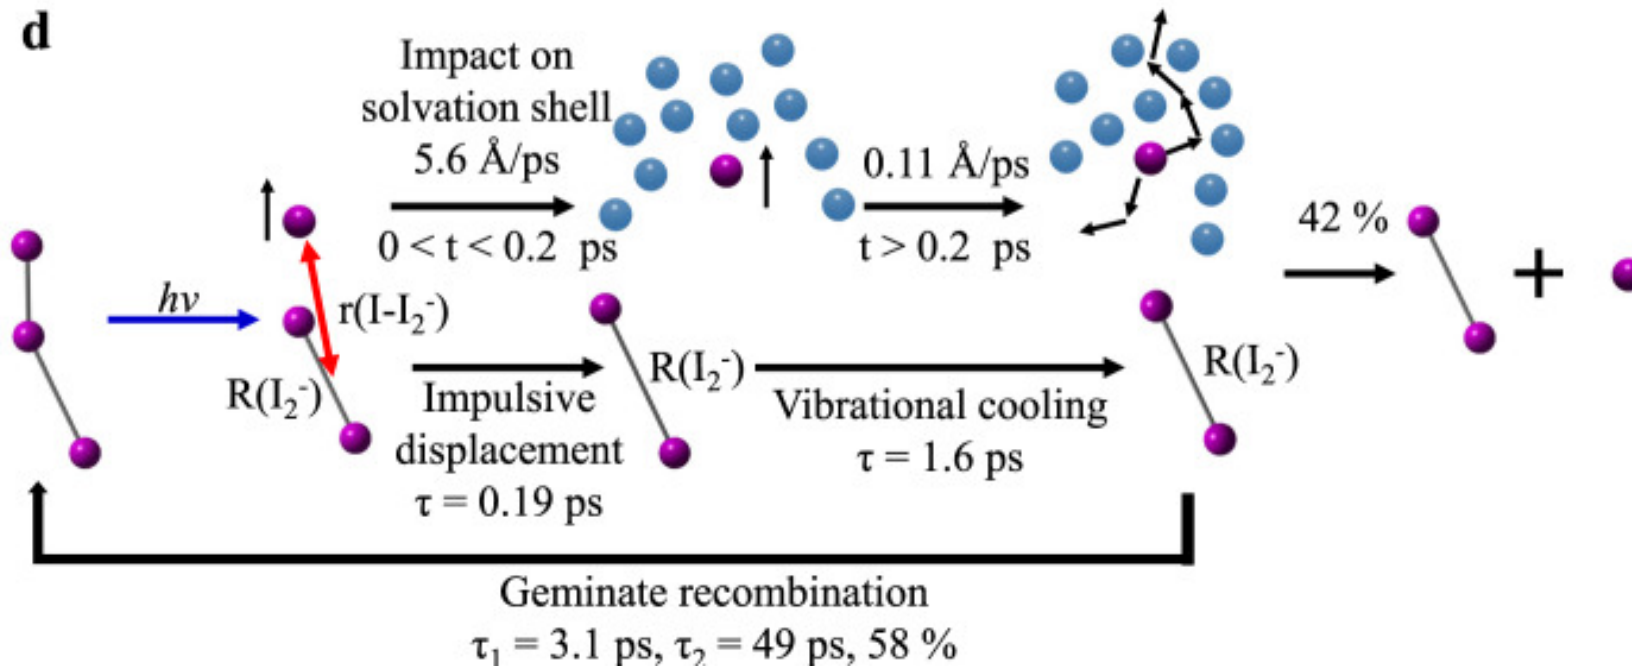 d
Impact on
solvation shell
5.6 Å/ps
0 < t < 0.2 ps
0.11 Å/ps
t > 0.2 ps
42 %
+
hν
r(I-I₂⁻)
R(I₂⁻)
Impulsive
displacement
τ = 0.19 ps
R(I₂⁻)
Vibrational cooling
τ = 1.6 ps
R(I₂⁻)
Geminate recombination
τ₁ = 3.1 ps, τ₂ = 49 ps, 58 %